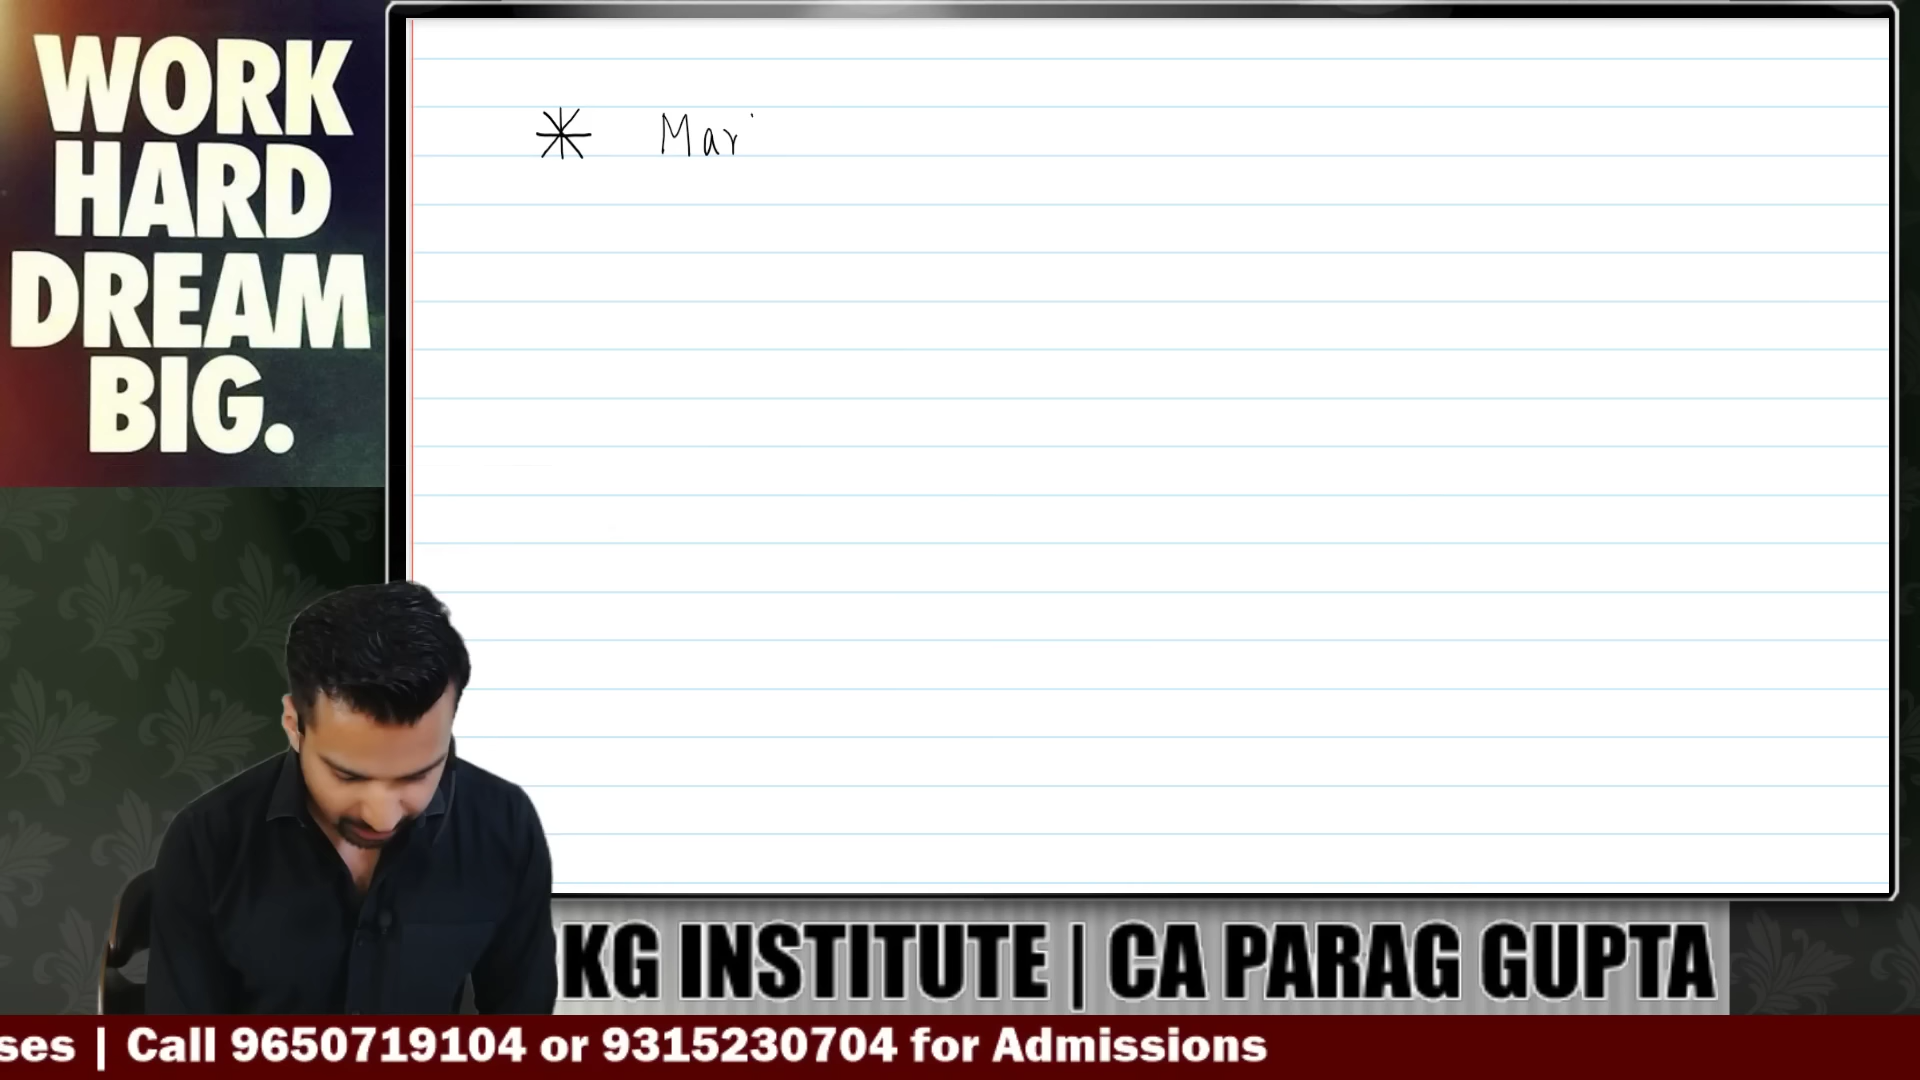 WORK
HARD
DREAM
BIG.
* Mar
KG INSTITUTE | CA PARAG GUPTA
ses | Call 9650719104 or 9315230704 for Admissions